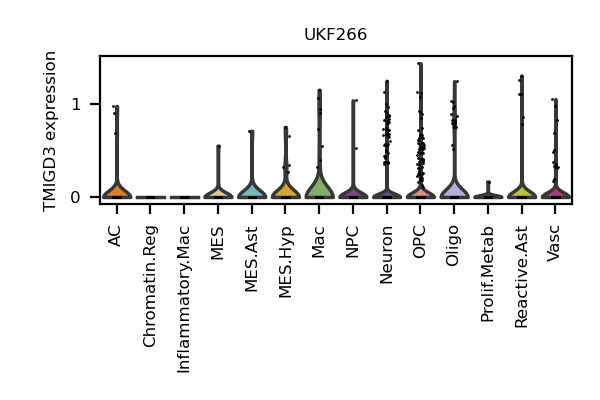 UKF266
TMIGD3 expression
1
0
AC
Chromatin.Reg
Inflammatory.Mac
MES
MES.Ast
MES.Hyp
Mac
NPC
Neuron
OPC
Oligo
Prolif.Metab
Reactive.Ast
Vasc